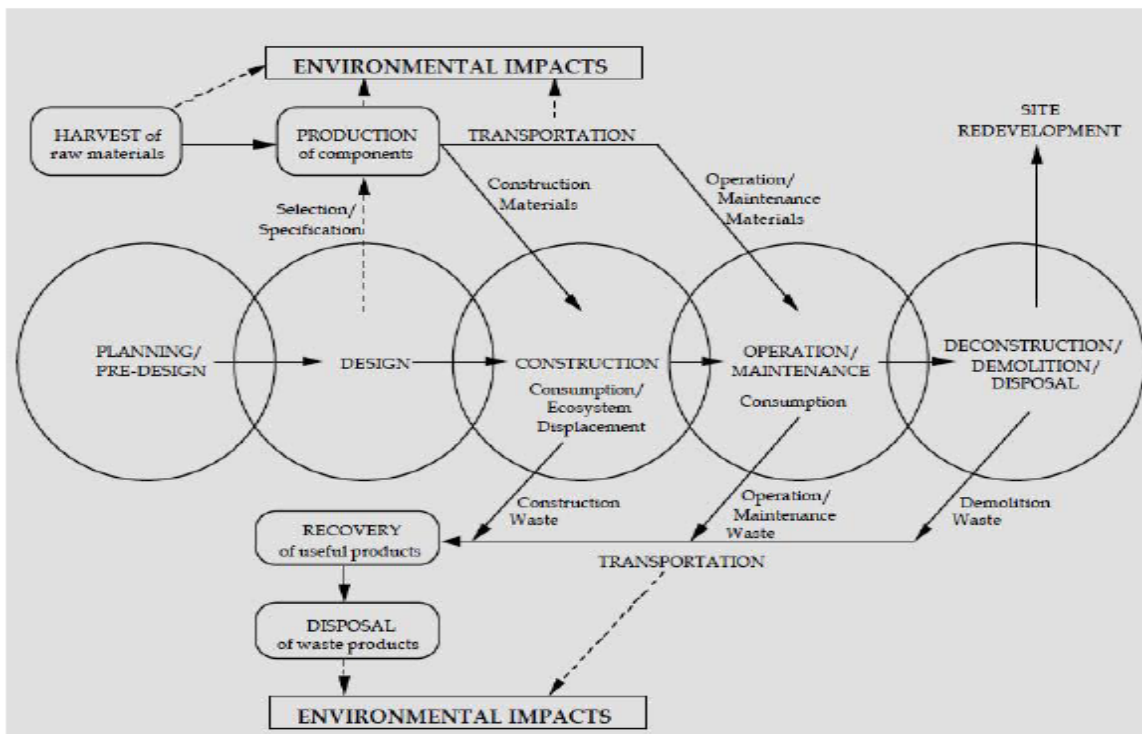 ENVIRONMENTAL IMPACTS
SITE
REDEVELOPMENT
HARVEST of
raw materials
PRODUCTION
of components
TRANSPORTATION
Selection/
Specification
Construction
Materials
Operation/
Maintenance
Materials
PLANNING/
PRE-DESIGN
DESIGN
CONSTRUCTION
Consumption/
Ecosystem
Displacement
OPERATION/
MAINTENANCE
Consumption
DECONSTRUCTION/
DEMOLITION/
DISPOSAL
Construction
Waste
Operation/
Maintenance
Waste
Demolition
Waste
RECOVERY
of useful products
TRANSPORTATION
DISPOSAL
of waste products
ENVIRONMENTAL IMPACTS